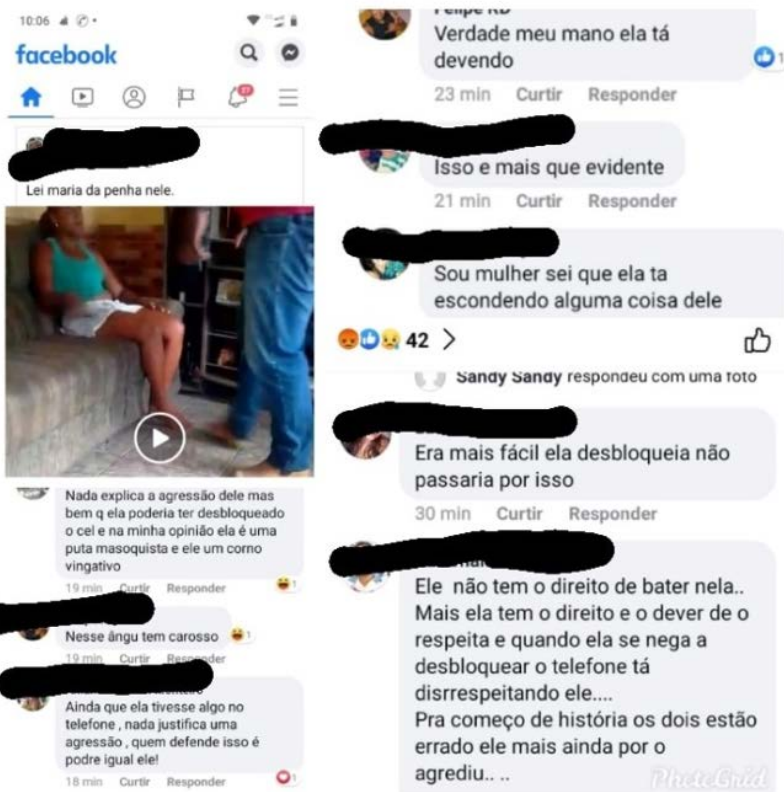 10:06
facebook
27
Lei maria da penha nele.
Nada explica a agressão dele mas
bem q ela poderia ter desbloqueado
o cel e na minha opinião ela é uma
puta masoquista e ele um corno
vingativo
19 min Curtir Responder
1
Nesse ângu tem carosso
1
19 min Curtir Responder
Ainda que ela tivesse algo no
telefone , nada justifica uma
agressão , quem defende isso é
podre igual ele!
18 min Curtir Responder
1
Felipe RD
Verdade meu mano ela tá
devendo
1
23 min Curtir Responder
Isso e mais que evidente
21 min Curtir Responder
Sou mulher sei que ela ta
escondendo alguma coisa dele
42
Sandy Sandy respondeu com uma foto
Era mais fácil ela desbloqueia não
passaria por isso
30 min Curtir Responder
Ele não tem o direito de bater nela..
Mais ela tem o direito e o dever de o
respeita e quando ela se nega a
desbloquear o telefone tá
disrrespeitando ele....
Pra começo de história os dois estão
errado ele mais ainda por o
agrediu.. ..
PhotoGrid